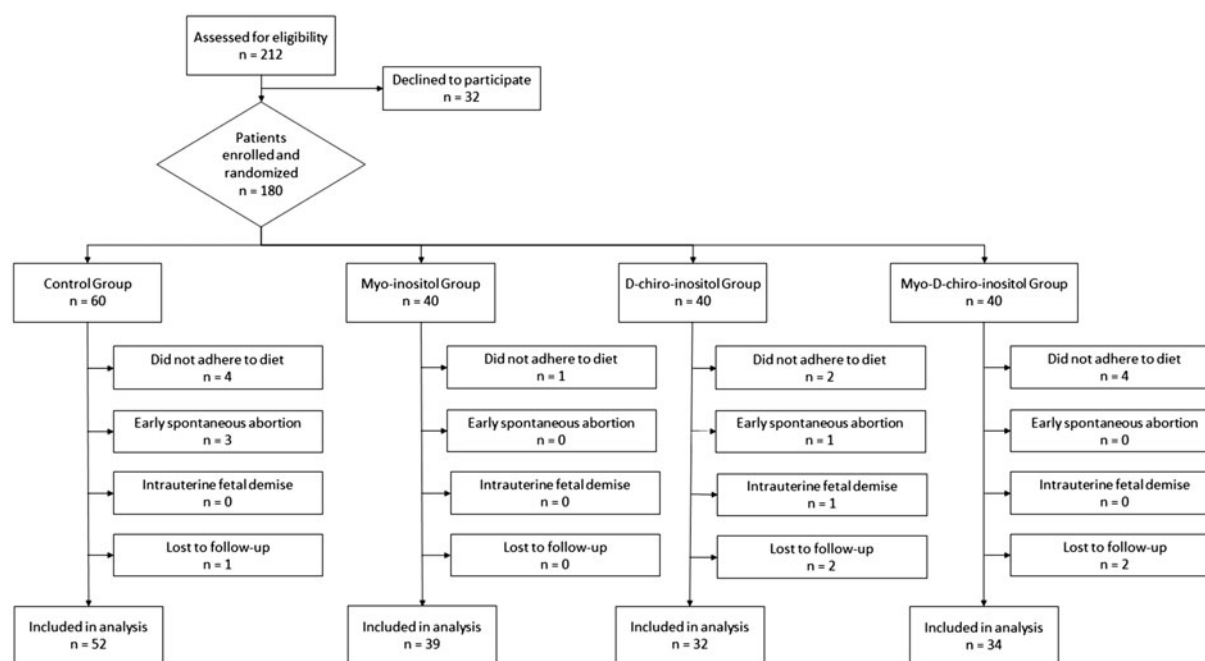 Assessed for eligibility
n = 212
Declined to participate
n = 32
Patients
enrolled and
randomized
n = 180
Control Group
n = 60
Myo-inositol Group
n = 40
D-chiro-inositol Group
n = 40
Myo-D-chiro-inositol Group
n = 40
Did not adhere to diet
n = 4
Did not adhere to diet
n = 1
Did not adhere to diet
n = 2
Did not adhere to diet
n = 4
Early spontaneous abortion
n = 3
Early spontaneous abortion
n = 0
Early spontaneous abortion
n = 1
Early spontaneous abortion
n = 0
Intrauterine fetal demise
n = 0
Intrauterine fetal demise
n = 0
Intrauterine fetal demise
n = 1
Intrauterine fetal demise
n = 0
Lost to follow-up
n = 1
Lost to follow-up
n = 0
Lost to follow-up
n = 2
Lost to follow-up
n = 2
Included in analysis
n = 52
Included in analysis
n = 39
Included in analysis
n = 32
Included in analysis
n = 34